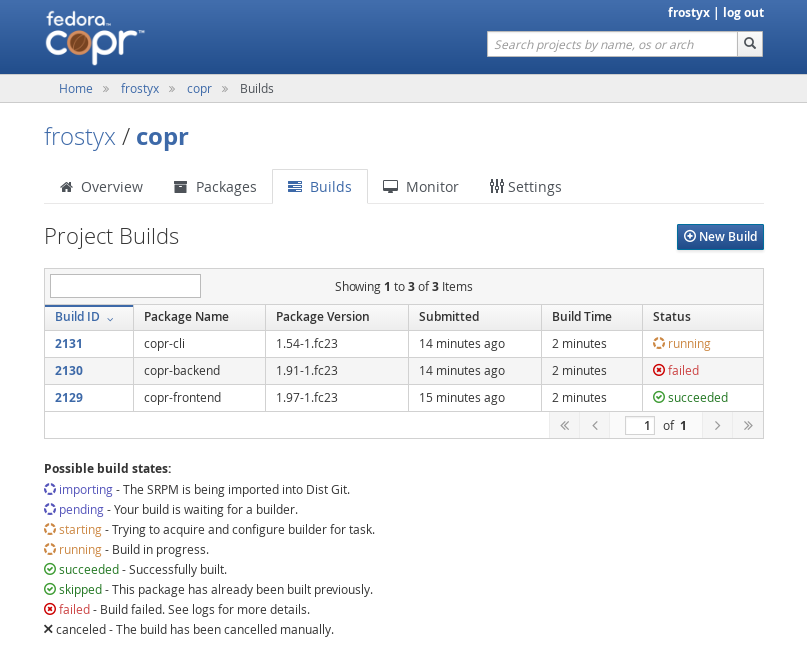 fedora™
copr™
frostyx | log out
Search projects by name, os or arch
Home » frostyx » copr » Builds
frostyx / copr
Overview Packages Builds Monitor Settings
Project Builds
New Build
Showing 1 to 3 of 3 Items
Build ID Package Name Package Version Submitted Build Time Status
2131 copr-cli 1.54-1.fc23 14 minutes ago 2 minutes running
2130 copr-backend 1.91-1.fc23 14 minutes ago 2 minutes failed
2129 copr-frontend 1.97-1.fc23 15 minutes ago 2 minutes succeeded
« ‹ 1 of 1 › »
Possible build states:
importing - The SRPM is being imported into Dist Git.
pending - Your build is waiting for a builder.
starting - Trying to acquire and configure builder for task.
running - Build in progress.
succeeded - Successfully built.
skipped - This package has already been built previously.
failed - Build failed. See logs for more details.
canceled - The build has been cancelled manually.